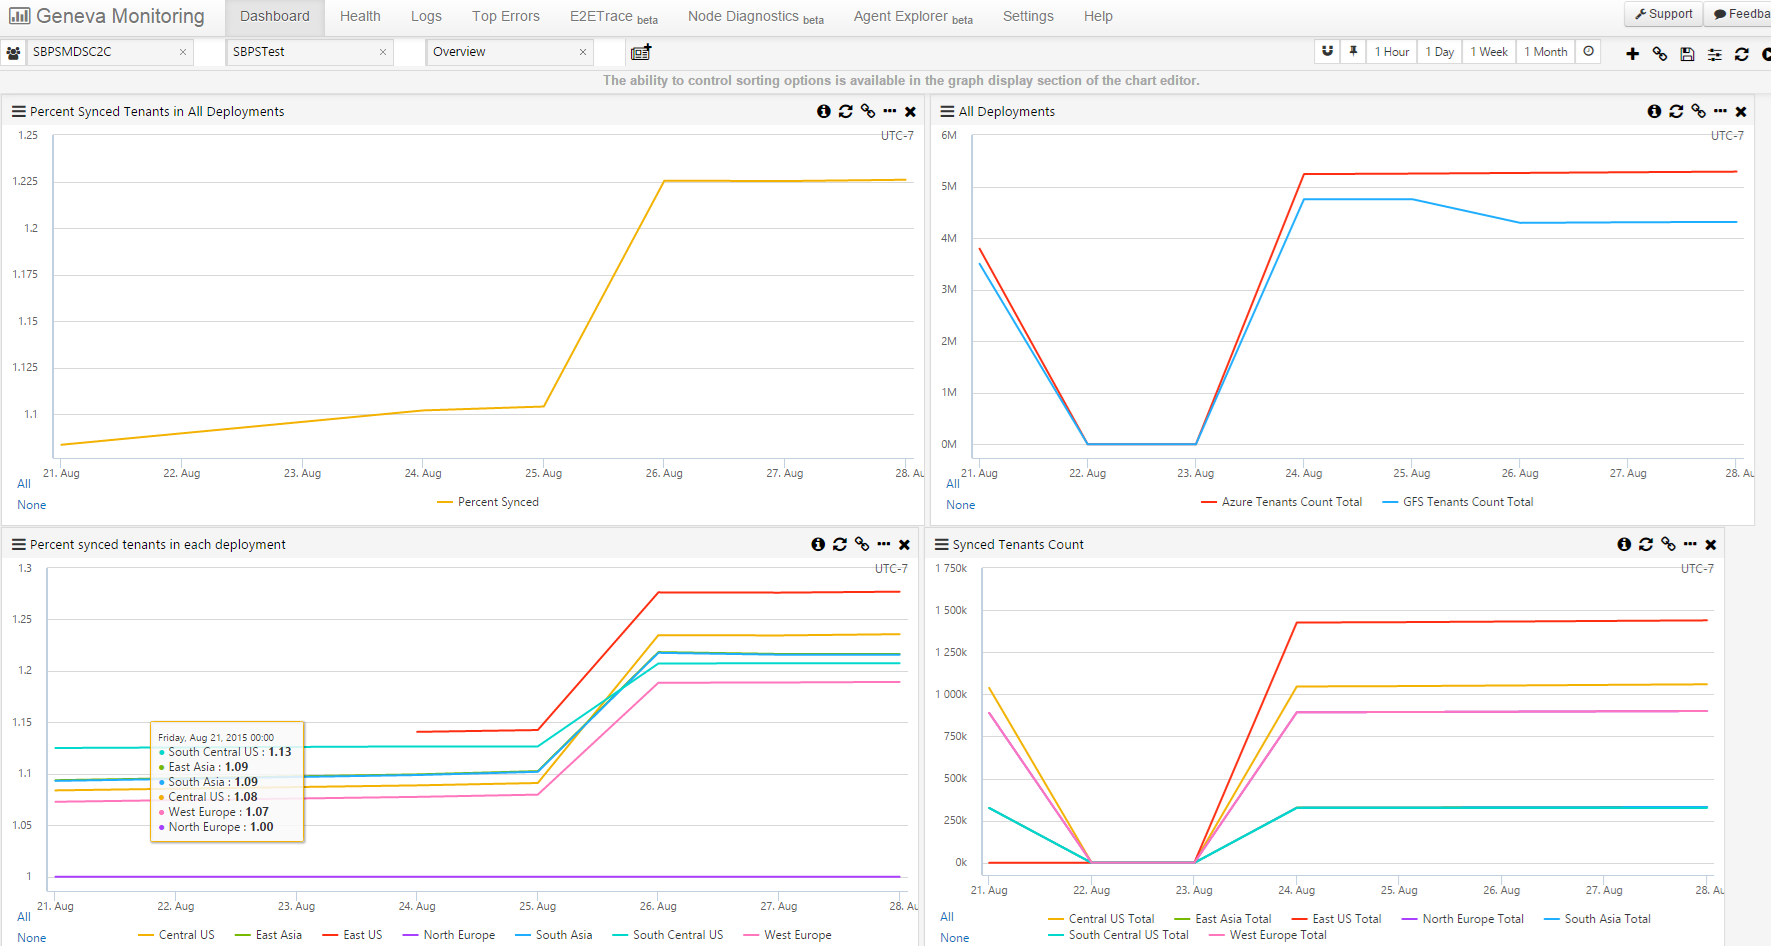 Geneva Monitoring Dashboard Health Logs Top Errors E2ETrace beta Node Diagnostics beta Agent Explorer beta Settings Help Support Feedba
SBPSMDSC2C × SBPSTest × Overview × 1 Hour 1 Day 1 Week 1 Month
The ability to control sorting options is available in the graph display section of the chart editor.
Percent Synced Tenants in All Deployments
UTC-7
1.25
1.225
1.2
1.175
1.15
1.125
1.1
21. Aug 22. Aug 23. Aug 24. Aug 25. Aug 26. Aug 27. Aug 28. Au
All
None
Percent Synced
All Deployments
UTC-7
6M
5M
4M
3M
2M
1M
0M
21. Aug 22. Aug 23. Aug 24. Aug 25. Aug 26. Aug 27. Aug 28. Au
All
None
Azure Tenants Count Total GFS Tenants Count Total
Percent synced tenants in each deployment
UTC-7
1.3
1.25
1.2
1.15
1.1
1.05
1
Friday, Aug 21, 2015 00:00
South Central US : 1.13
East Asia : 1.09
South Asia : 1.09
Central US : 1.08
West Europe : 1.07
North Europe : 1.00
21. Aug 22. Aug 23. Aug 24. Aug 25. Aug 26. Aug 27. Aug 28. Au
All
None
Central US East Asia East US North Europe South Asia South Central US West Europe
Synced Tenants Count
UTC-7
1 750k
1 500k
1 250k
1 000k
750k
500k
250k
0k
21. Aug 22. Aug 23. Aug 24. Aug 25. Aug 26. Aug 27. Aug 28. Au
All
None
Central US Total East Asia Total East US Total North Europe Total South Asia Total
South Central US Total West Europe Total